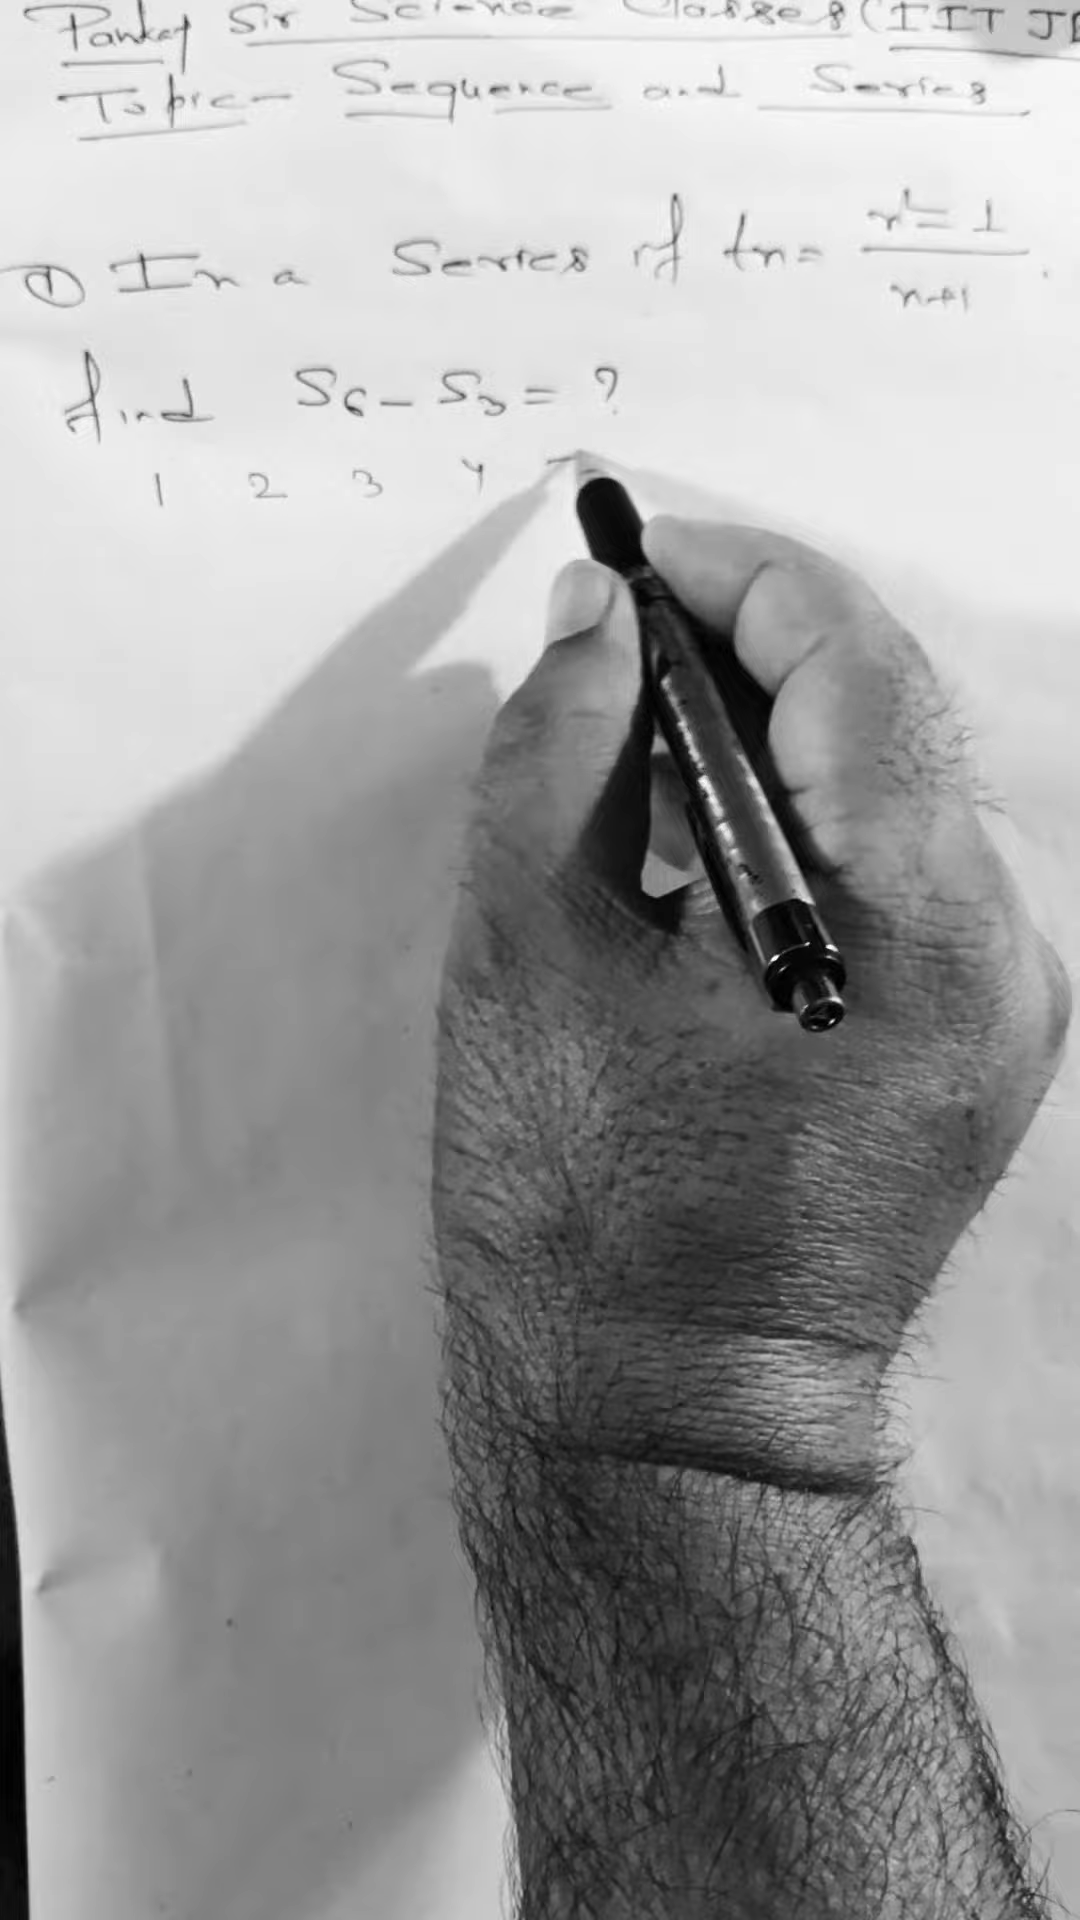 Pankaj Sir Science Classes (IIT JE
Topic- Sequence and Series
① In a Series if tn= n²-1/n+1.
find S₆-S₃=?
1 2 3 4